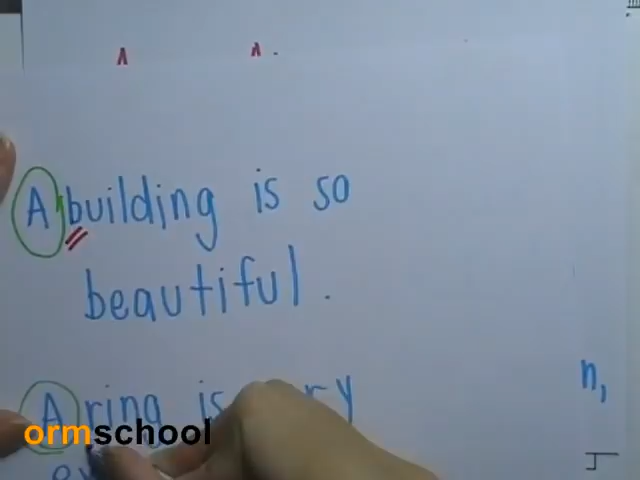 A building is so
beautiful.
n,
A ring is
ormschool